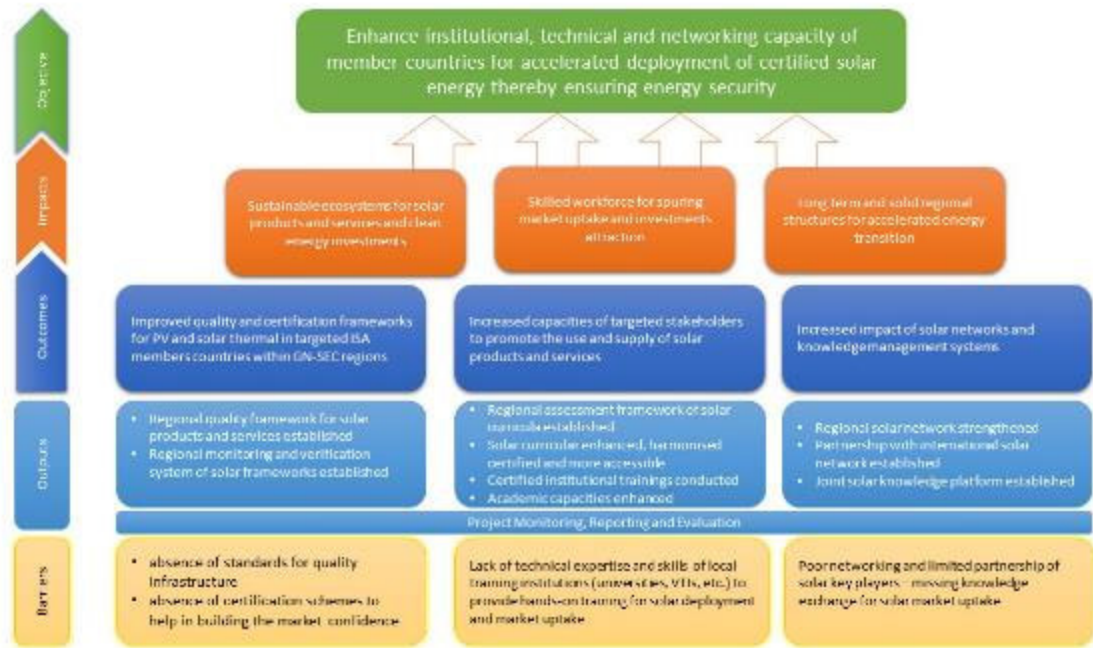 Objective
Enhance institutional, technical and networking capacity of
member countries for accelerated deployment of certified solar
energy thereby ensuring energy security
Impacts
Sustainable ecosystems for solar
products and services and clean
energy investments
Skilled workforce for spuring
market uptake and investments
attraction
Long term and solid regional
structures for accelerated energy
transition
Outcomes
Improved quality and certification frameworks
for PV and solar thermal in targeted ISA
members countries within GN-SEC regions
Increased capacities of targeted stakeholders
to promote the use and supply of solar
products and services
Increased impact of solar networks and
knowledge management systems
Outputs
• Regional quality framework for solar
products and services established
• Regional monitoring and verification
system of solar frameworks established
• Regional assessment framework of solar
curricula established
• Solar curricular enhanced, harmonised
certified and more accessible
• Certified institutional trainings conducted
• Academic capacities enhanced
• Regional solar network strengthened
• Partnership with international solar
network established
• Joint solar knowledge platform established
Project Monitoring, Reporting and Evaluation
Barriers
• absence of standards for quality
infrastructure
• absence of certification schemes to
help in building the market confidence
Lack of technical expertise and skills of local
training institutions (universities, VTIs, etc.) to
provide hands-on training for solar deployment
and market uptake
Poor networking and limited partnership of
solar key players – missing knowledge
exchange for solar market uptake